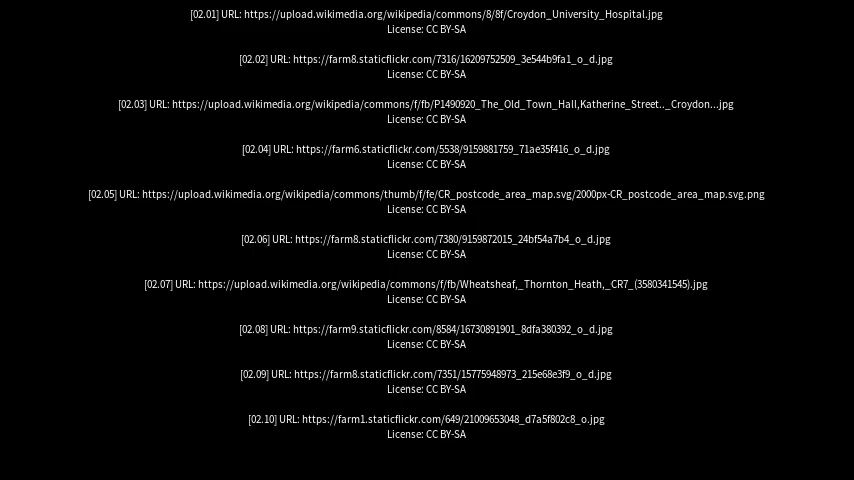 [02.01] URL: https://upload.wikimedia.org/wikipedia/commons/8/8f/Croydon_University_Hospital.jpg
License: CC BY-SA
[02.02] URL: https://farm8.staticflickr.com/7316/16209752509_3e544b9fa1_o_d.jpg
License: CC BY-SA
[02.03] URL: https://upload.wikimedia.org/wikipedia/commons/f/fb/P1490920_The_Old_Town_Hall,Katherine_Street.._Croydon...jpg
License: CC BY-SA
[02.04] URL: https://farm6.staticflickr.com/5538/9159881759_71ae35f416_o_d.jpg
License: CC BY-SA
[02.05] URL: https://upload.wikimedia.org/wikipedia/commons/thumb/f/fe/CR_postcode_area_map.svg/2000px-CR_postcode_area_map.svg.png
License: CC BY-SA
[02.06] URL: https://farm8.staticflickr.com/7380/9159872015_24bf54a7b4_o_d.jpg
License: CC BY-SA
[02.07] URL: https://upload.wikimedia.org/wikipedia/commons/f/fb/Wheatsheaf,_Thornton_Heath,_CR7_(3580341545).jpg
License: CC BY-SA
[02.08] URL: https://farm9.staticflickr.com/8584/16730891901_8dfa380392_o_d.jpg
License: CC BY-SA
[02.09] URL: https://farm8.staticflickr.com/7351/15775948973_215e68e3f9_o_d.jpg
License: CC BY-SA
[02.10] URL: https://farm1.staticflickr.com/649/21009653048_d7a5f802c8_o.jpg
License: CC BY-SA